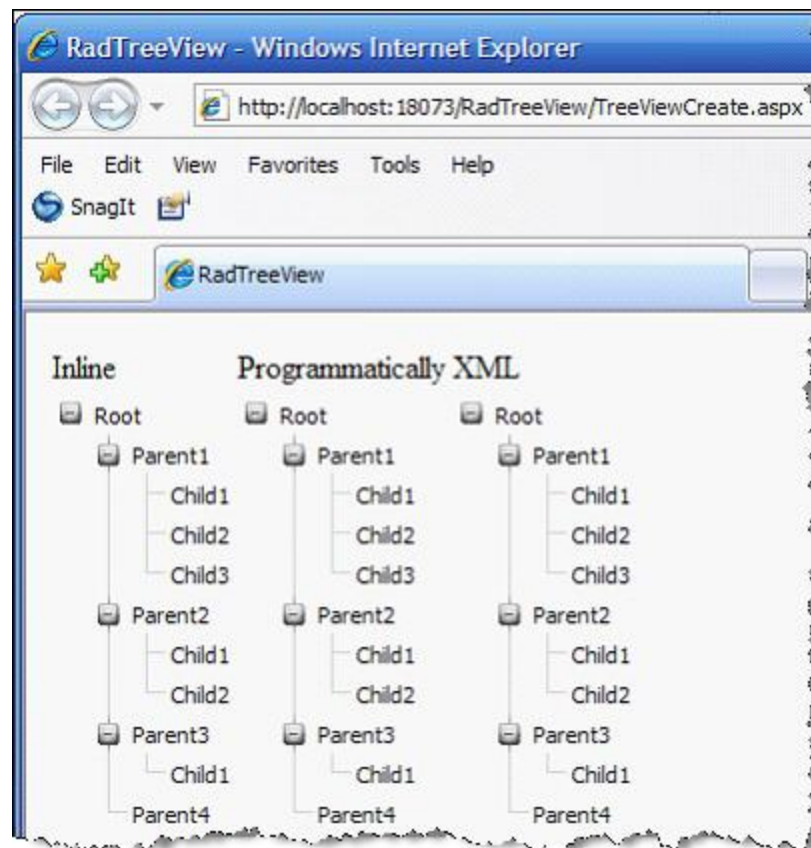 RadTreeView - Windows Internet Explorer
http://localhost:18073/RadTreeView/TreeViewCreate.aspx
File Edit View Favorites Tools Help
SnagIt
RadTreeView
Inline Programmatically XML
Root Root Root
Parent1 Parent1 Parent1
Child1 Child1 Child1
Child2 Child2 Child2
Child3 Child3 Child3
Parent2 Parent2 Parent2
Child1 Child1 Child1
Child2 Child2 Child2
Parent3 Parent3 Parent3
Child1 Child1 Child1
Parent4 Parent4 Parent4